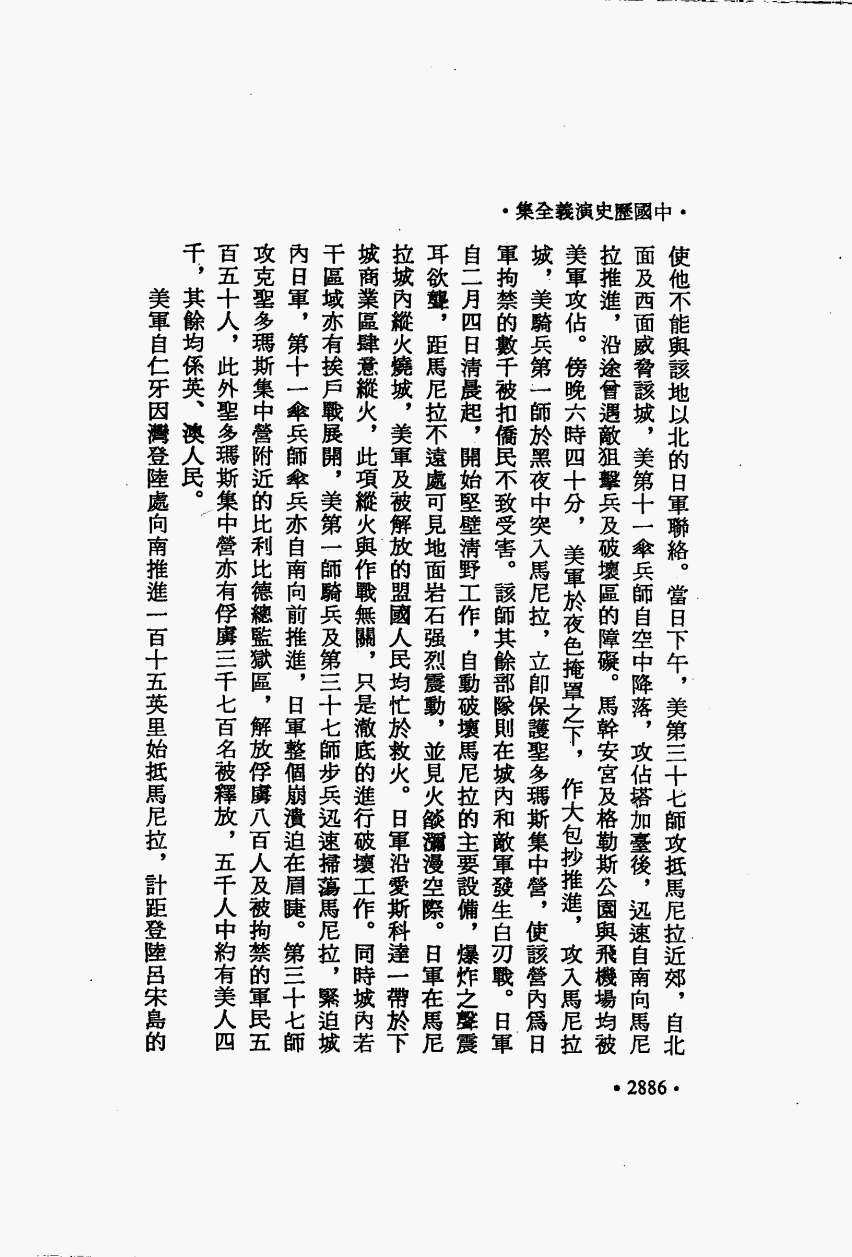 ・中國歷史演義全集・
使他不能與該地以北的日軍聯絡。當日下午，美第三十七師攻抵馬尼拉近郊，自北
面及西面威脅該城，美第十一傘兵師自空中降落，攻佔塔加臺後，迅速自南向馬尼
拉推進，沿途曾遇敵狙擊兵及破壞區的障礙。馬幹安宮及格勒斯公園與飛機場均被
美軍攻佔。傍晚六時四十分，美軍於夜色掩罩之下，作大包抄推進，攻入馬尼拉
城，美騎兵第一師於黑夜中突入馬尼拉，立卽保護聖多瑪斯集中營，使該營內爲日
軍拘禁的數千被扣僑民不致受害。該師其餘部隊則在城內和敵軍發生白刃戰。日軍
自二月四日清晨起，開始堅壁清野工作，自動破壞馬尼拉的主要設備，爆炸之聲震
耳欲聾，距馬尼拉不遠處可見地面岩石强烈震動，並見火燄瀰漫空際。日軍在馬尼
拉城內縱火燒城，美軍及被解放的盟國人民均忙於救火。日軍沿愛斯科達一帶於下
城商業區肆意縱火，此項縱火與作戰無關，只是澈底的進行破壞工作。同時城內若
干區域亦有挨戶戰展開，美第一師騎兵及第三十七師步兵迅速掃蕩馬尼拉，緊迫城
內日軍，第十一傘兵師傘兵亦自南向前推進，日軍整個崩潰迫在眉睫。第三十七師
攻克聖多瑪斯集中營附近的比利比德總監獄區，解放俘虜八百人及被拘禁的軍民五
百五十人，此外聖多瑪斯集中營亦有俘虜三千七百名被釋放，五千人中約有美人四
千，其餘均係英、澳人民。
美軍自仁牙因灣登陸處向南推進一百十五英里始抵馬尼拉，計距登陸呂宋島的
・2886・